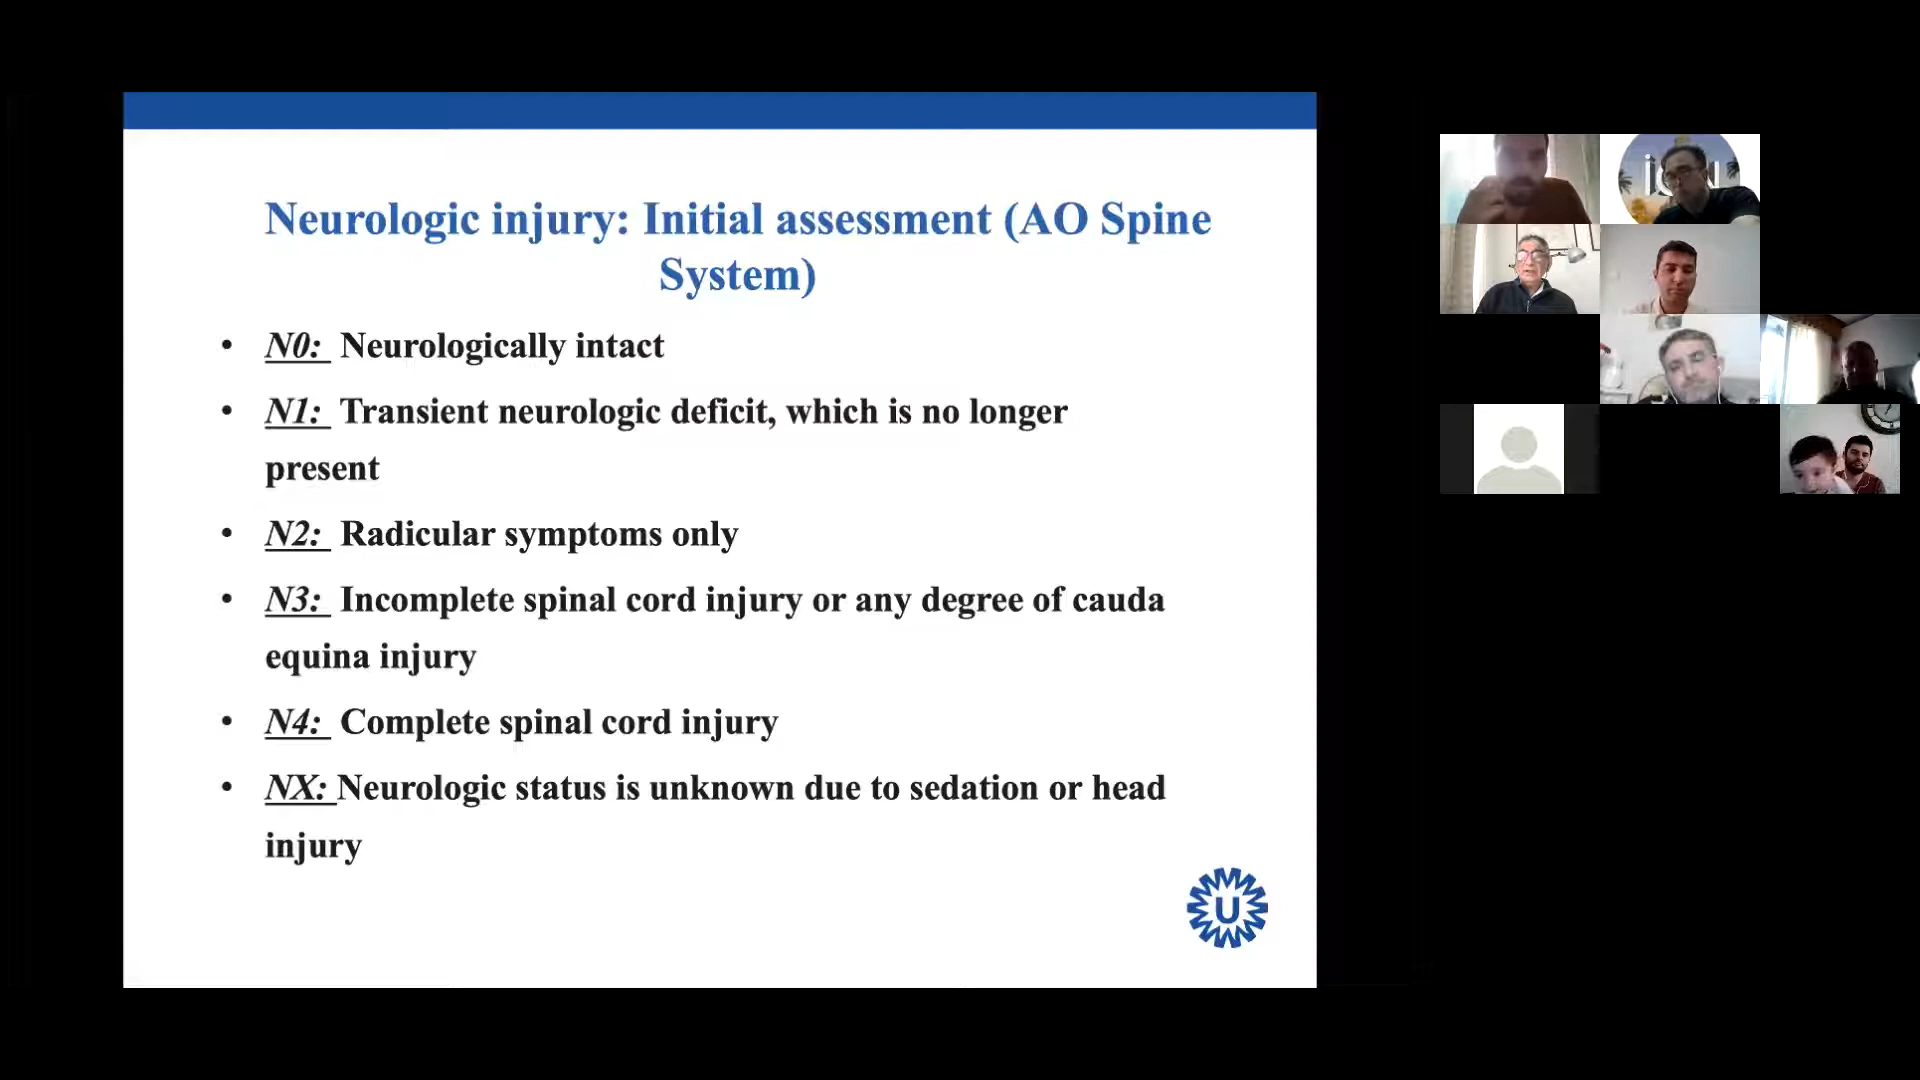 Neurologic injury: Initial assessment (AO Spine
System)
• N0: Neurologically intact
• N1: Transient neurologic deficit, which is no longer
present
• N2: Radicular symptoms only
• N3: Incomplete spinal cord injury or any degree of cauda
equina injury
• N4: Complete spinal cord injury
• NX: Neurologic status is unknown due to sedation or head
injury
U